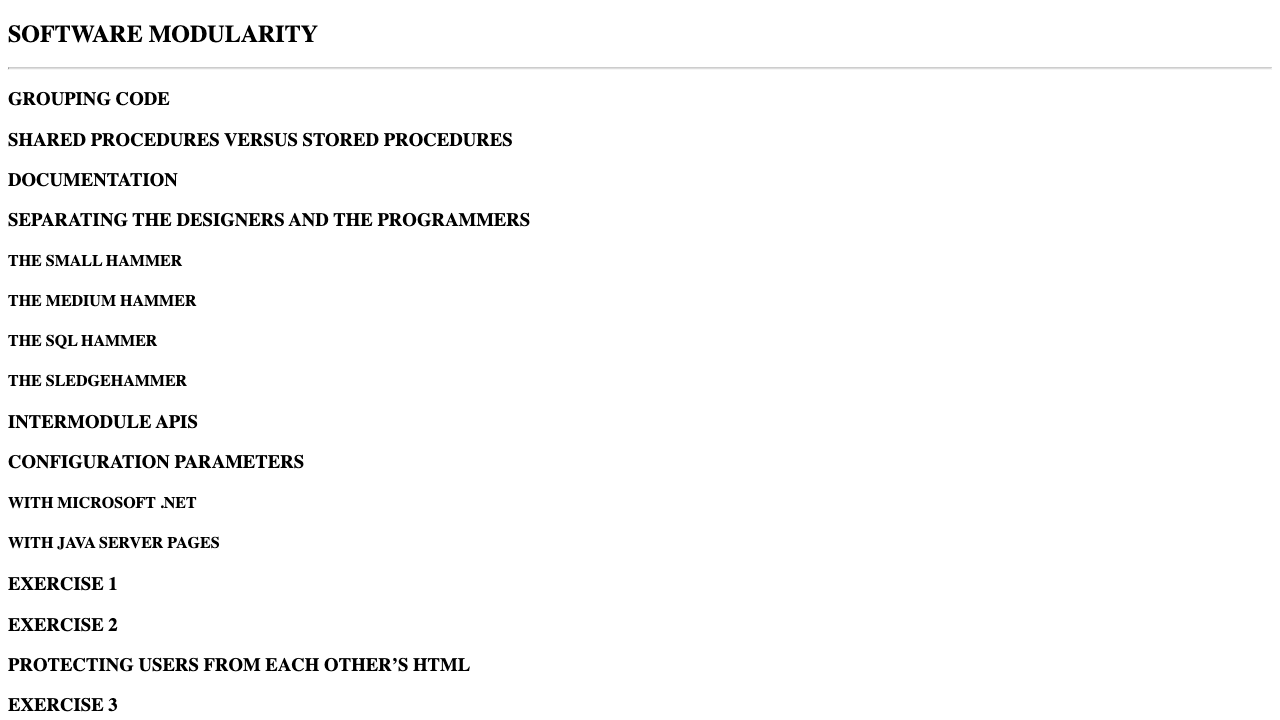 SOFTWARE MODULARITY
GROUPING CODE
SHARED PROCEDURES VERSUS STORED PROCEDURES
DOCUMENTATION
SEPARATING THE DESIGNERS AND THE PROGRAMMERS
THE SMALL HAMMER
THE MEDIUM HAMMER
THE SQL HAMMER
THE SLEDGEHAMMER
INTERMODULE APIS
CONFIGURATION PARAMETERS
WITH MICROSOFT .NET
WITH JAVA SERVER PAGES
EXERCISE 1
EXERCISE 2
PROTECTING USERS FROM EACH OTHER’S HTML
EXERCISE 3